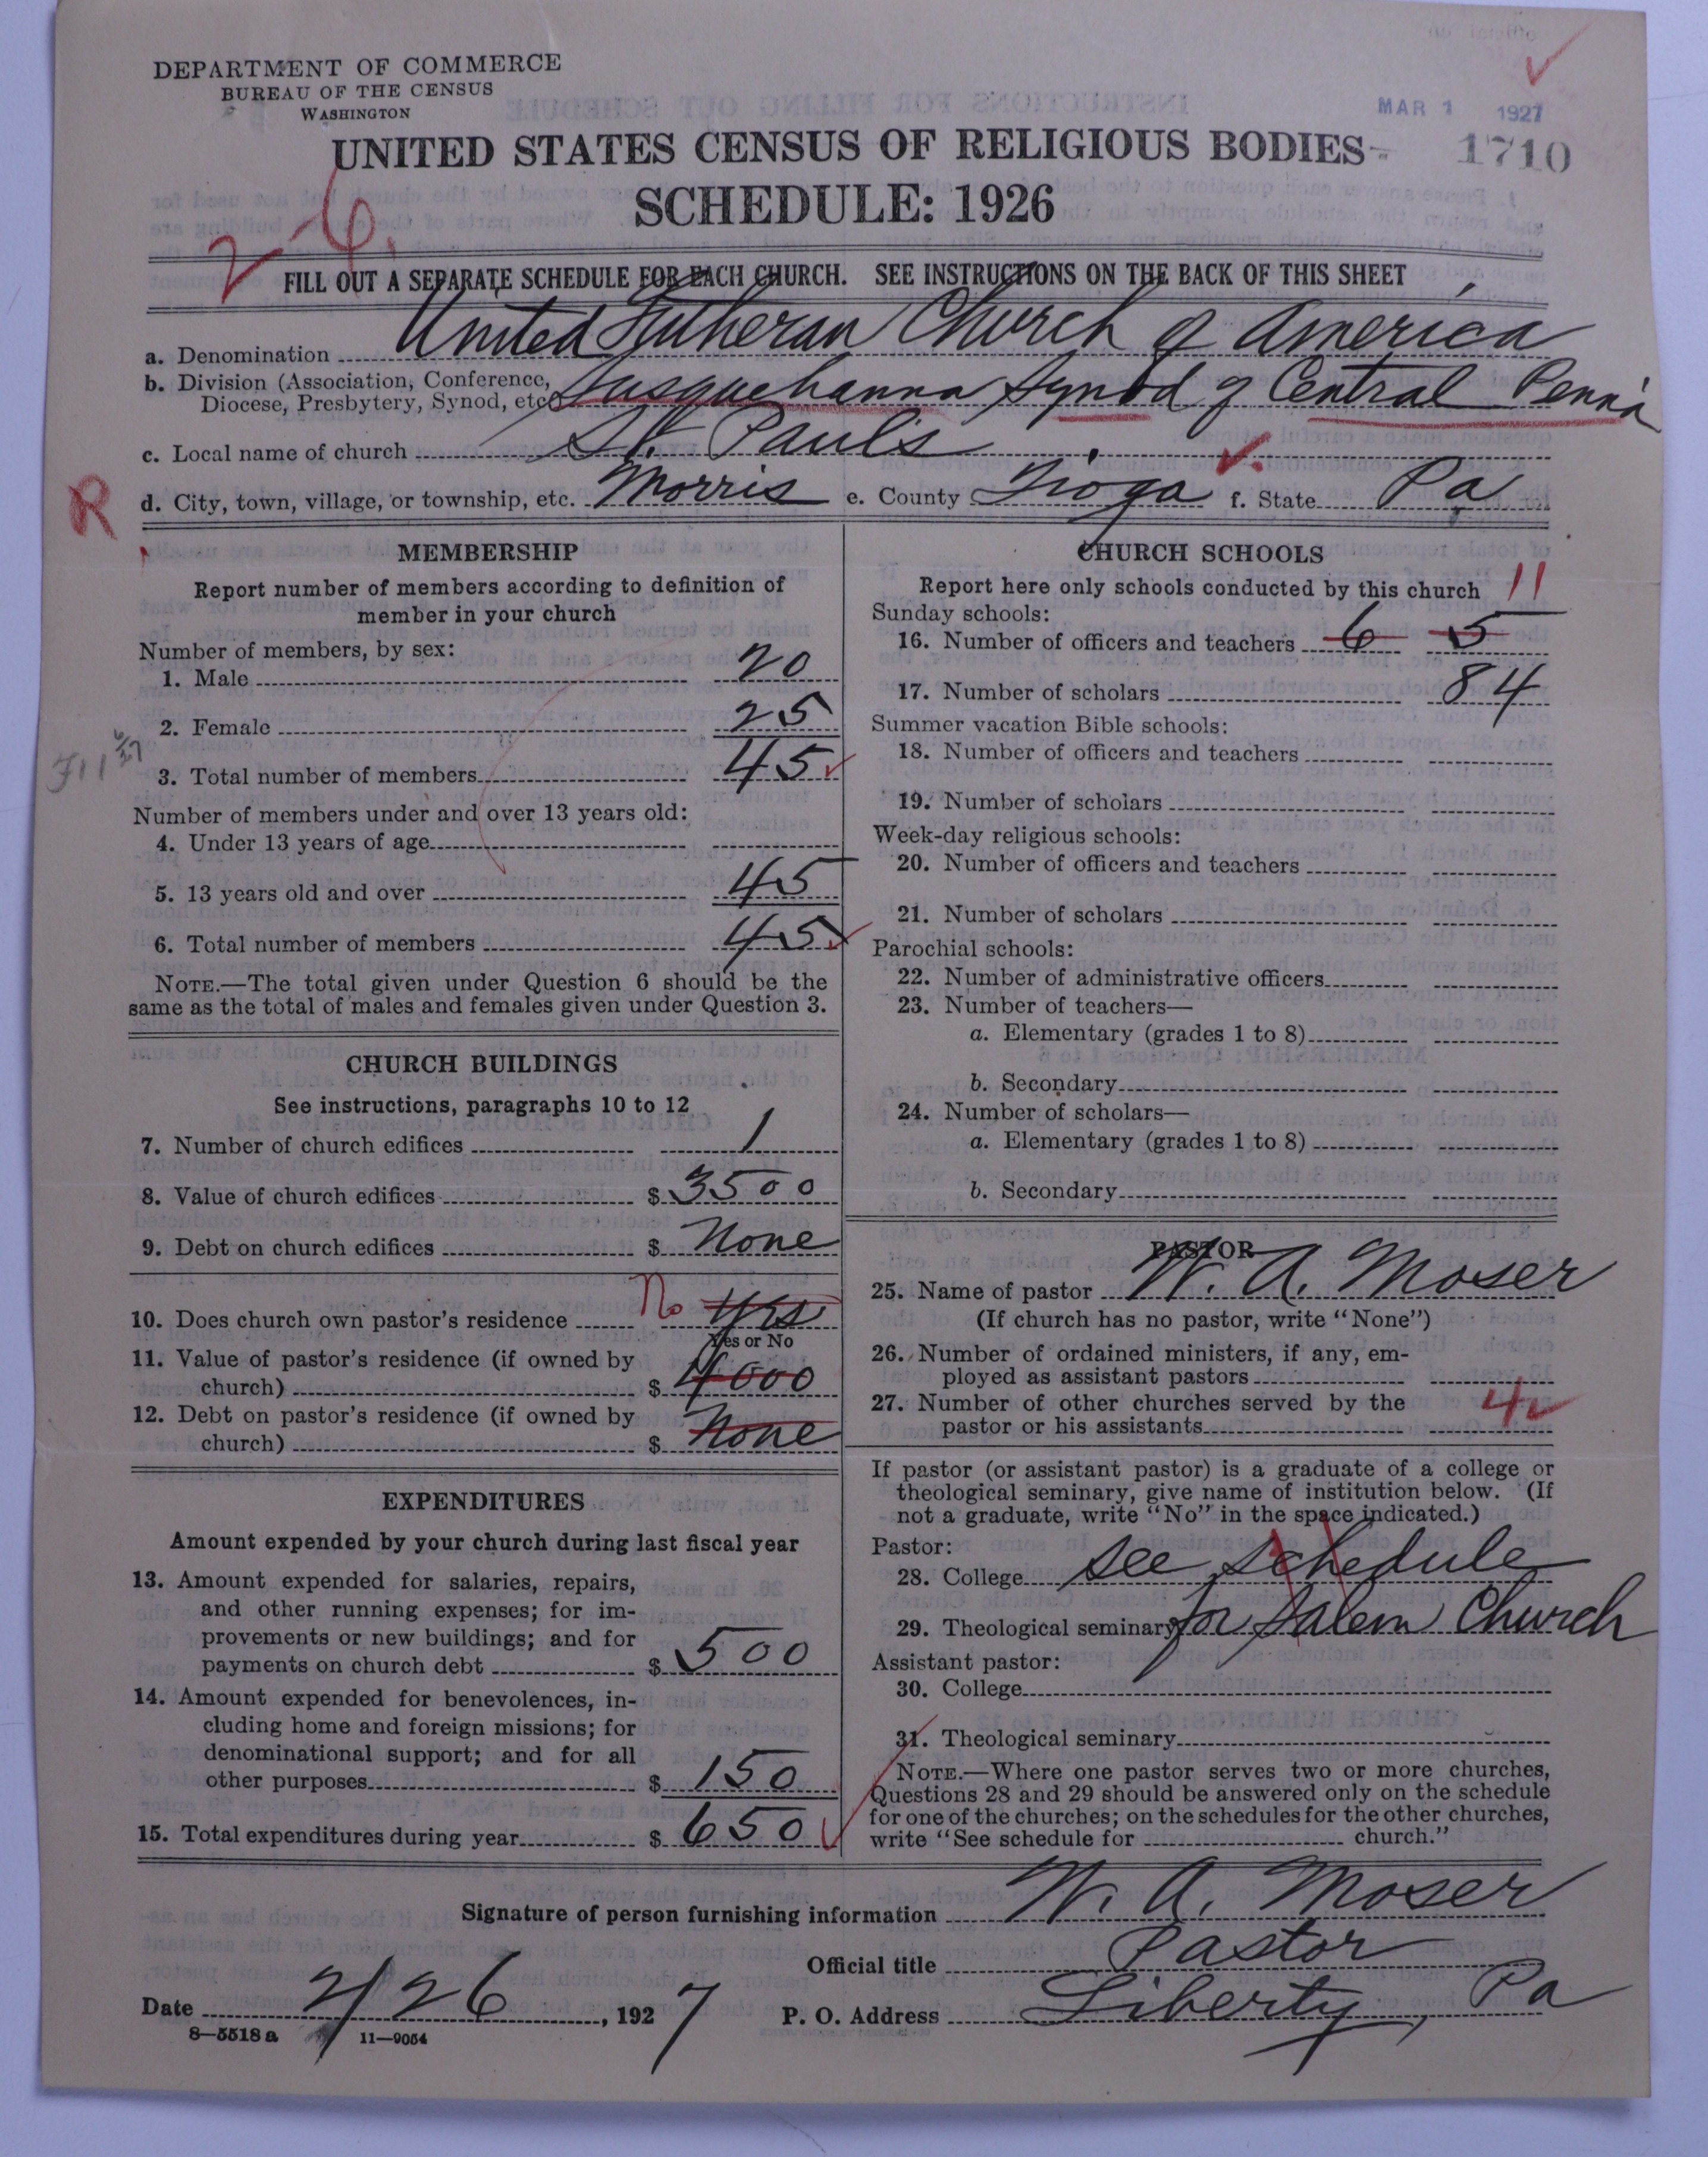 DEPARTMENT OF COMMERCE
BUREAU OF THE CENSUS
WASHINGTON
MAR 1 1927
1710
UNITED STATES CENSUS OF RELIGIOUS BODIES
SCHEDULE: 1926
2-6.
FILL OUT A SEPARATE SCHEDULE FOR EACH CHURCH. SEE INSTRUCTIONS ON THE BACK OF THIS SHEET
a. Denomination United Lutheran Church of America
b. Division (Association, Conference, Diocese, Presbytery, Synod, etc. Susquehanna Synod of Central Penn'a
c. Local name of church St. Paul's
R
d. City, town, village, or township, etc. Morris e. County Tioga f. State Pa
MEMBERSHIP
Report number of members according to definition of
member in your church
Number of members, by sex:
1. Male 20
2. Female 25
3. Total number of members 45
Number of members under and over 13 years old:
4. Under 13 years of age
5. 13 years old and over 45
6. Total number of members 45
NOTE.—The total given under Question 6 should be the
same as the total of males and females given under Question 3.
CHURCH BUILDINGS
See instructions, paragraphs 10 to 12
7. Number of church edifices 1
8. Value of church edifices $ 3500
9. Debt on church edifices $ None
10. Does church own pastor's residence No Yes
Yes or No
11. Value of pastor's residence (if owned by
church) $ 4000
12. Debt on pastor's residence (if owned by
church) $ None
EXPENDITURES
Amount expended by your church during last fiscal year
13. Amount expended for salaries, repairs,
and other running expenses; for im-
provements or new buildings; and for
payments on church debt $ 500
14. Amount expended for benevolences, in-
cluding home and foreign missions; for
denominational support; and for all
other purposes $ 150
15. Total expenditures during year $ 650
CHURCH SCHOOLS
Report here only schools conducted by this church 11
Sunday schools:
16. Number of officers and teachers 6 5
17. Number of scholars 84
Summer vacation Bible schools:
18. Number of officers and teachers
19. Number of scholars
Week-day religious schools:
20. Number of officers and teachers
21. Number of scholars
Parochial schools:
22. Number of administrative officers
23. Number of teachers—
a. Elementary (grades 1 to 8)
b. Secondary
24. Number of scholars—
a. Elementary (grades 1 to 8)
b. Secondary
PASTOR
25. Name of pastor W. A. Moser
(If church has no pastor, write "None")
26. Number of ordained ministers, if any, em-
ployed as assistant pastors
27. Number of other churches served by the
pastor or his assistants 4
If pastor (or assistant pastor) is a graduate of a college or
theological seminary, give name of institution below. (If
not a graduate, write "No" in the space indicated.)
Pastor:
28. College See schedule
29. Theological seminary for Salem Church
Assistant pastor:
30. College
31. Theological seminary
NOTE.—Where one pastor serves two or more churches,
Questions 28 and 29 should be answered only on the schedule
for one of the churches; on the schedules for the other churches,
write "See schedule for church."
Signature of person furnishing information W. A. Moser
Official title Pastor
Date 2/26, 1927 P. O. Address Liberty, Pa
8—5518 a 11—9054